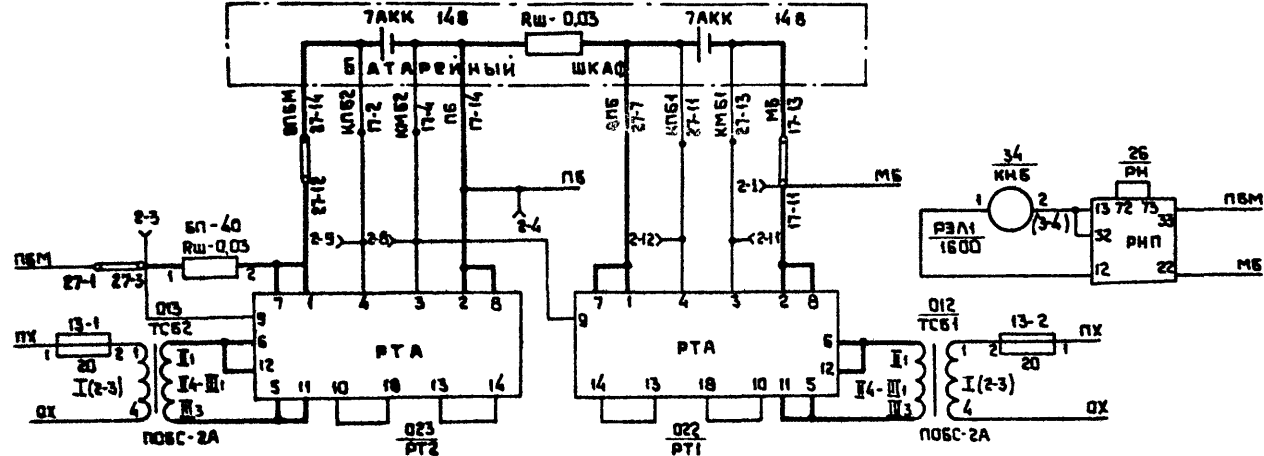 7АКК 14В Rш-0,03 7АКК 14В
БАТАРЕЙНЫЙ ШКАФ
ВПБМ 27-14 КПБ2 17-2 КМБ2 17-4 ПБ 17-14 27-7 КПБ1 27-11 КМБ1 27-13 МБ 17-13
34
КНБ
26
РН
27-12 ПБ 2-1 МБ 17-11
2-4
2-3 БП-40
Rш-0,03
2-9 2-8 2-12 2-11
1 2 (3-4) 13 72 73 33 ПБМ
РЭЛ1
1600
32 РНП
12 22 МБ
ПБМ 27-1 27-3 1 2
7 1 4 3 2 8 7 1 4 3 2 8
013
ТСБ2
9 9
012
ТСБ1
ПХ 13-1 13-2 ПХ
1 20 2 1 II1 6 РТА РТА 6 II1 1 2 20 1
I(2-3) II4-III1 12 12 II4-III1 I(2-3)
4 III3 5 11 10 18 13 14 14 13 18 10 11 5 III3 4
ОХ ОХ
ПОБС-2А 023
РТ2
022
РТ1
ПОБС-2А